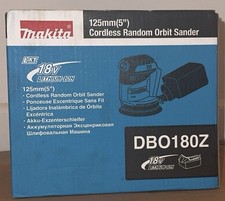 makita
125mm(5")
Cordless Random Orbit Sander
LXT
18V
LITHIUM-ION
125mm(5")
• Cordless Random Orbit Sander
• Ponceuse Excentrique Sans Fil
• Lijadora Inalámbrica de Órbita
Excéntrica
• Akku-Exzenterschleifer
• Аккумуляторная Эксцентриковая
Шлифовальная Машина
DBO180Z
18V